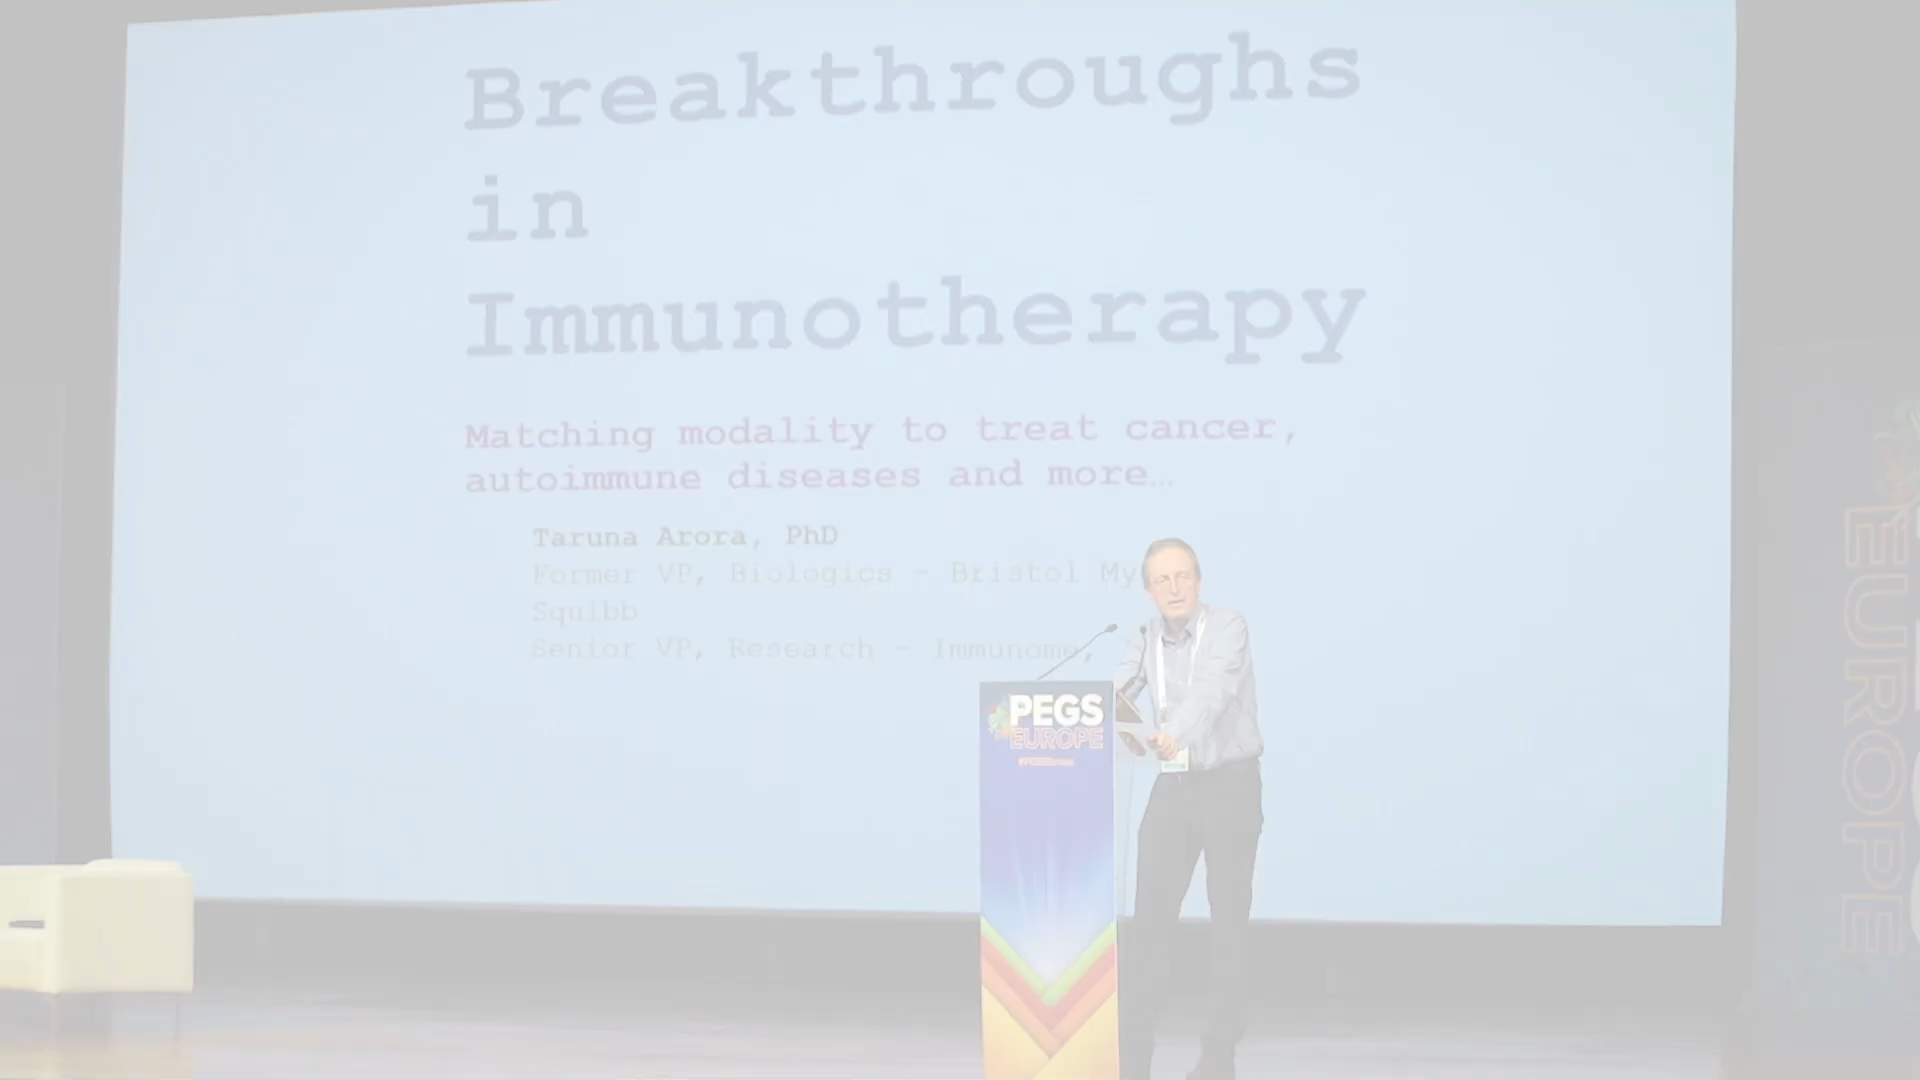 Breakthroughs
in
Immunotherapy
Matching modality to treat cancer,
autoimmune diseases and more…
Taruna Arora, PhD
Former VP, Biologics - Bristol My
Squibb
Senior VP, Research - Immunome,
PEGS
EUROPE
EUROPE